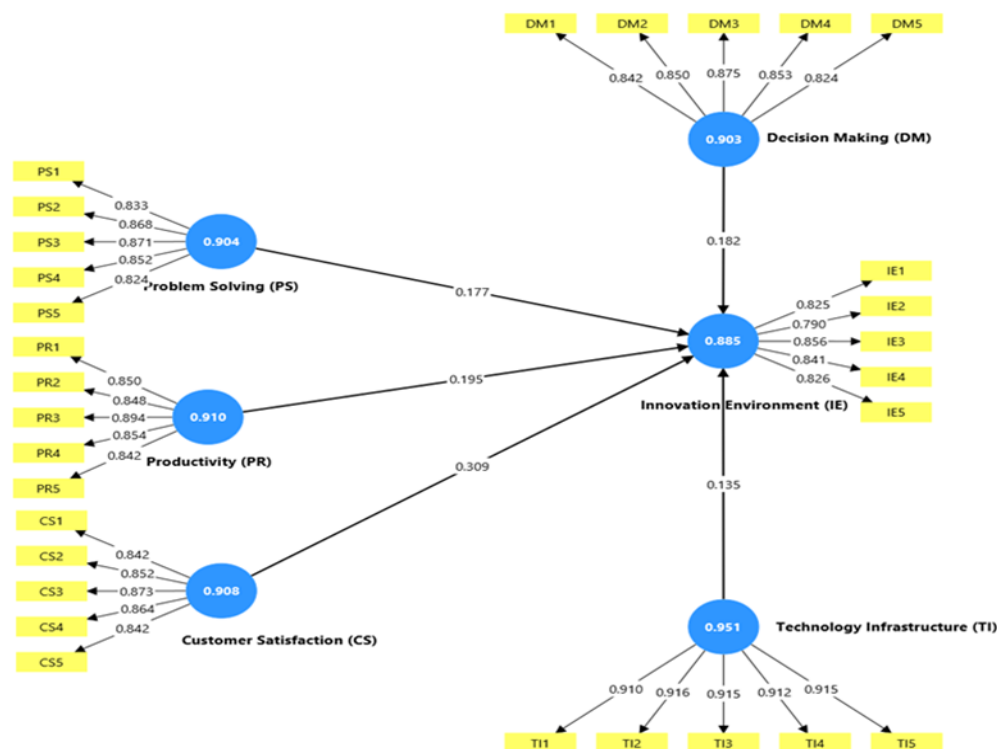 DM1 DM2 DM3 DM4 DM5
0.842 0.850 0.875 0.853 0.824
0.903
Decision Making (DM)
0.182
PS1
PS2
PS3
PS4
PS5
0.833
0.868
0.871
0.852
0.824
0.904
Problem Solving (PS)
0.177
PR1
PR2
PR3
PR4
PR5
0.850
0.848
0.894
0.854
0.842
0.910
Productivity (PR)
0.195
CS1
CS2
CS3
CS4
CS5
0.842
0.852
0.873
0.864
0.842
0.908
Customer Satisfaction (CS)
0.309
IE1
IE2
IE3
IE4
IE5
0.825
0.790
0.856
0.841
0.826
0.885
Innovation Environment (IE)
0.135
0.951
Technology Infrastructure (TI)
0.910 0.916 0.915 0.912 0.915
TI1 TI2 TI3 TI4 TI5